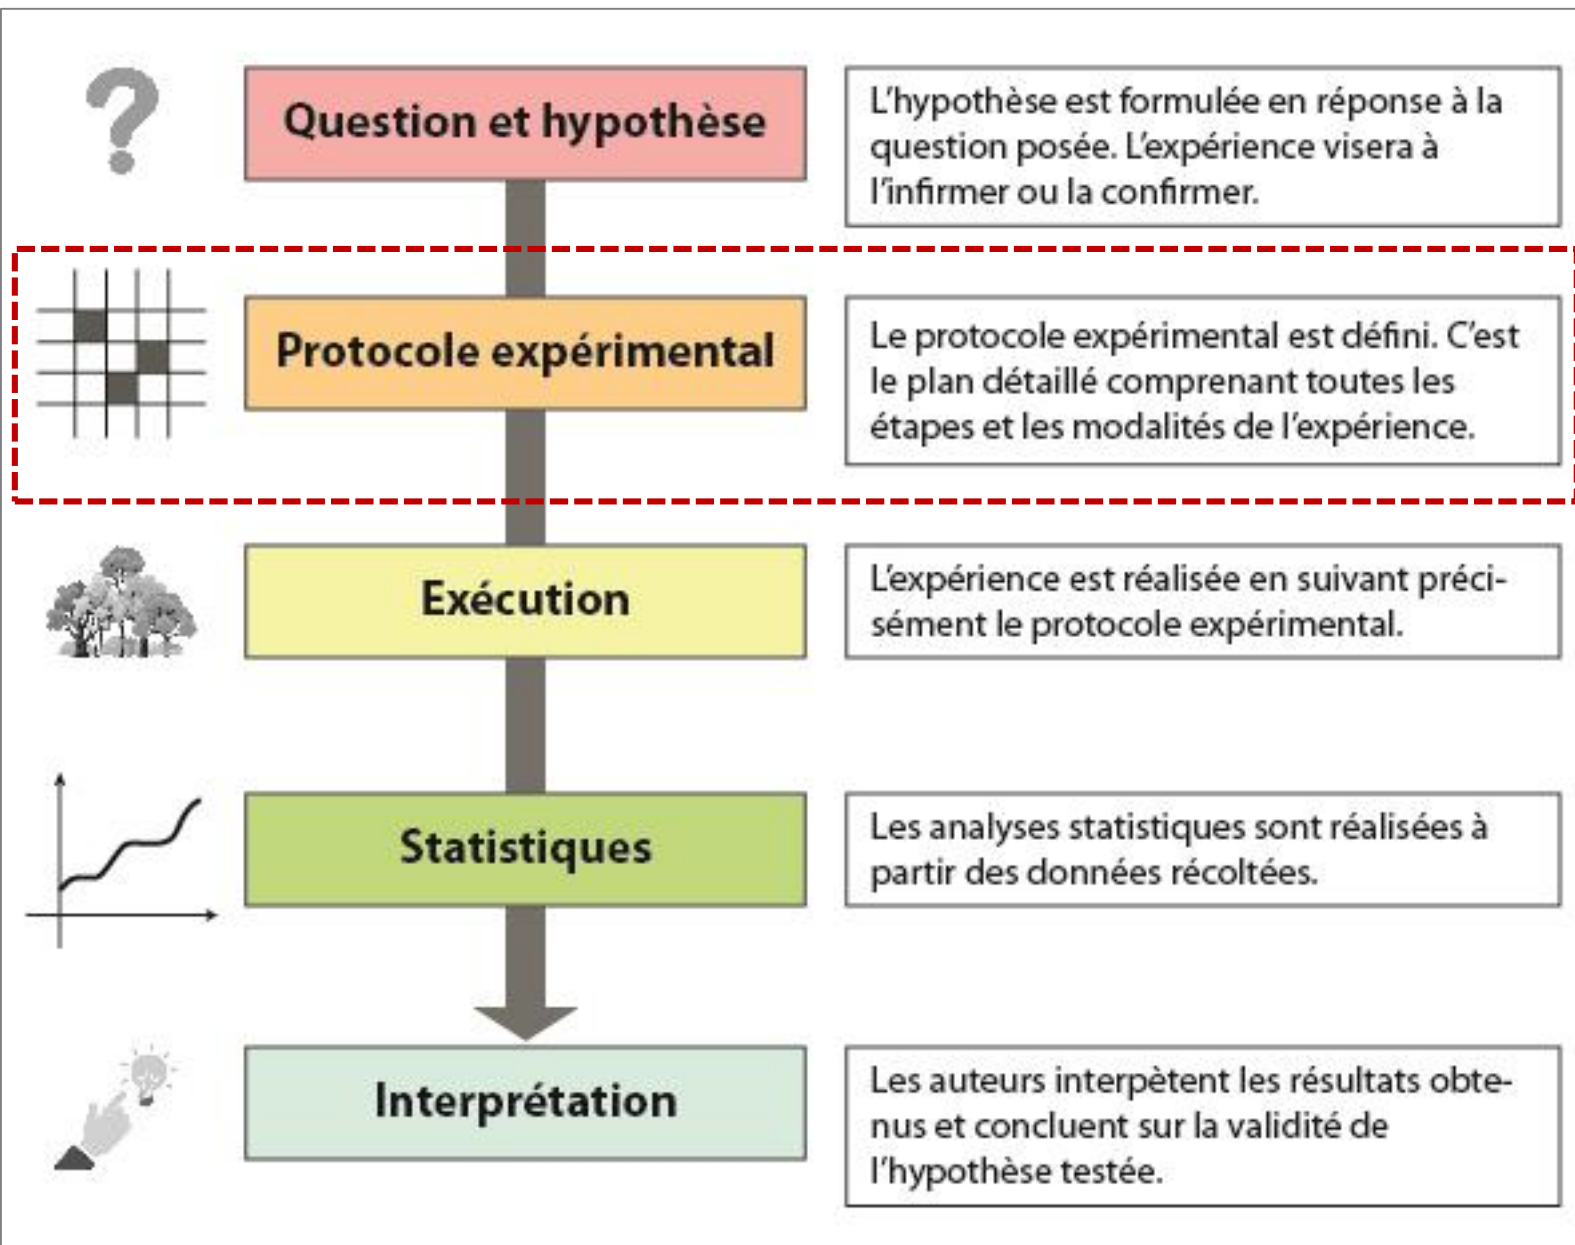 ?
Question et hypothèse
L'hypothèse est formulée en réponse à la
question posée. L'expérience visera à
l'infirmer ou la confirmer.
Protocole expérimental
Le protocole expérimental est défini. C'est
le plan détaillé comprenant toutes les
étapes et les modalités de l'expérience.
Exécution
L'expérience est réalisée en suivant préci-
sément le protocole expérimental.
Statistiques
Les analyses statistiques sont réalisées à
partir des données récoltées.
Interprétation
Les auteurs interpètent les résultats obte-
nus et concluent sur la validité de
l'hypothèse testée.